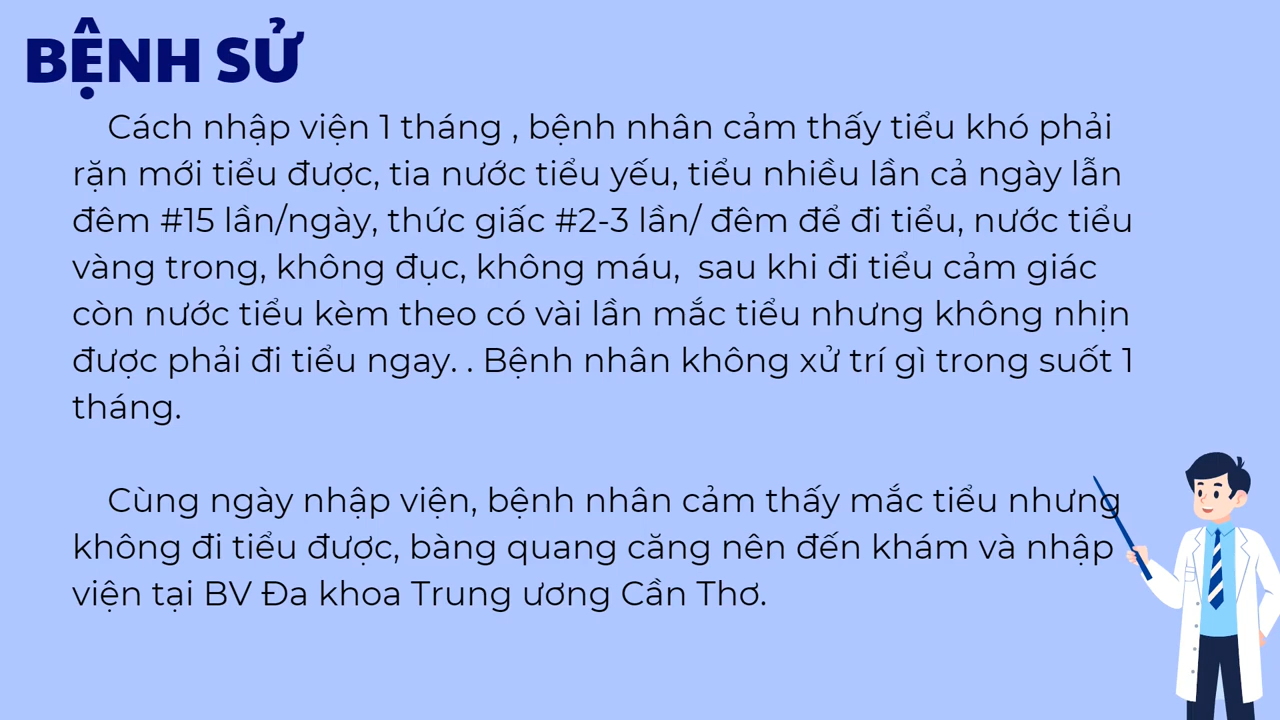 BỆNH SỬ
Cách nhập viện 1 tháng , bệnh nhân cảm thấy tiểu khó phải
rặn mới tiểu được, tia nước tiểu yếu, tiểu nhiều lần cả ngày lẫn
đêm #15 lần/ngày, thức giấc #2-3 lần/ đêm để đi tiểu, nước tiểu
vàng trong, không đục, không máu,  sau khi đi tiểu cảm giác
còn nước tiểu kèm theo có vài lần mắc tiểu nhưng không nhịn
được phải đi tiểu ngay. . Bệnh nhân không xử trí gì trong suốt 1
tháng.
Cùng ngày nhập viện, bệnh nhân cảm thấy mắc tiểu nhưng
không đi tiểu được, bàng quang căng nên đến khám và nhập
viện tại BV Đa khoa Trung ương Cần Thơ.